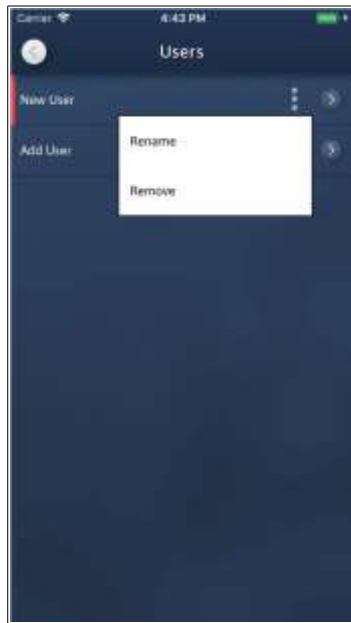 Carrier 4:43 PM
Users
New User
Rename
Add User
Remove